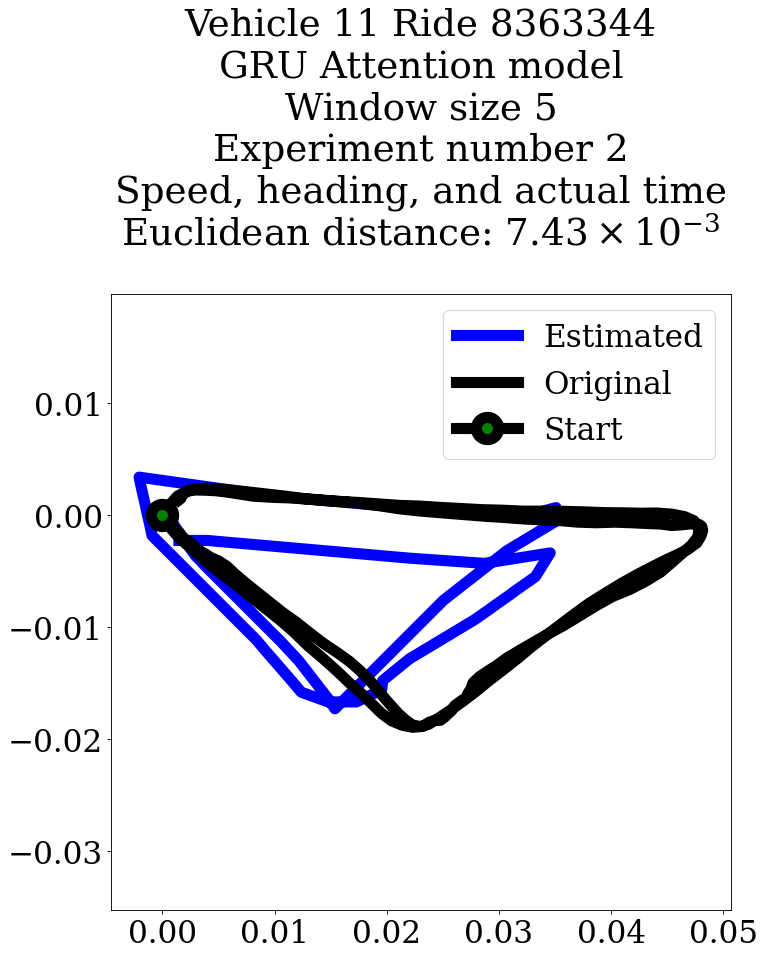 Vehicle 11 Ride 8363344
GRU Attention model
Window size 5
Experiment number 2
Speed, heading, and actual time
Euclidean distance: 7.43 × 10⁻³
Estimated
Original
Start
0.01
0.00
−0.01
−0.02
−0.03
0.00 0.01 0.02 0.03 0.04 0.05